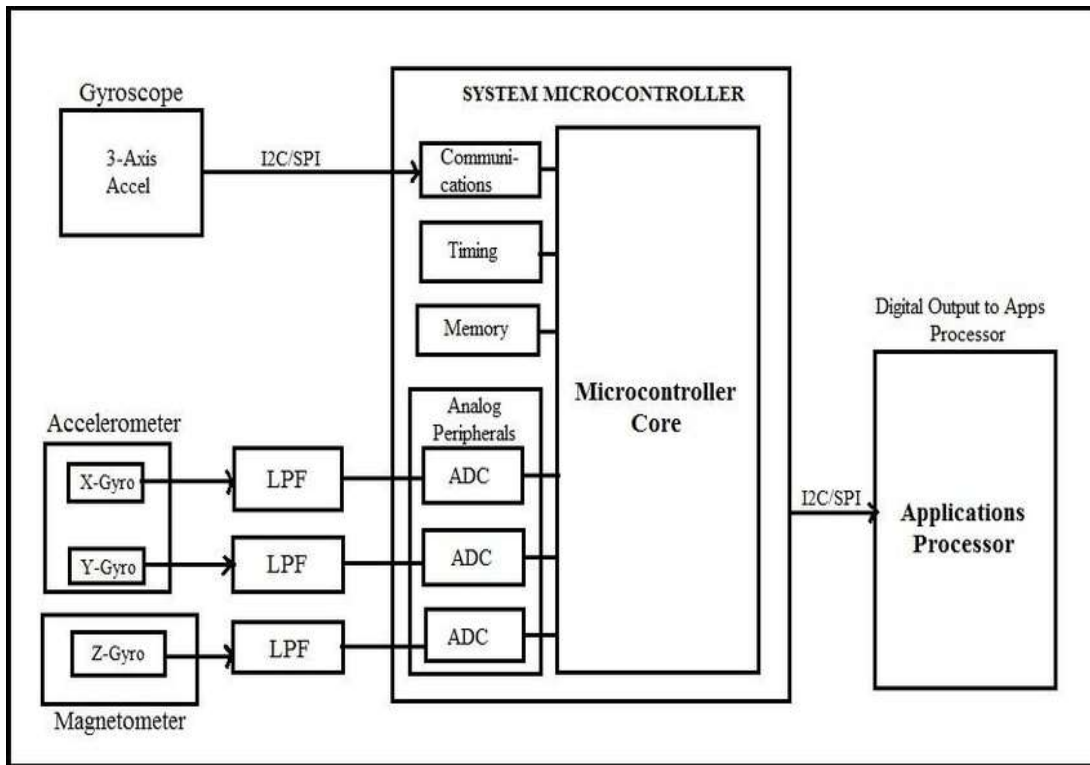 Gyroscope
3-Axis
Accel
I2C/SPI
SYSTEM MICROCONTROLLER
Communi-
cations
Timing
Memory
Analog
Peripherals
ADC
ADC
ADC
Microcontroller
Core
Accelerometer
X-Gyro
Y-Gyro
LPF
LPF
Z-Gyro
LPF
Magnetometer
I2C/SPI
Digital Output to Apps
Processor
Applications
Processor